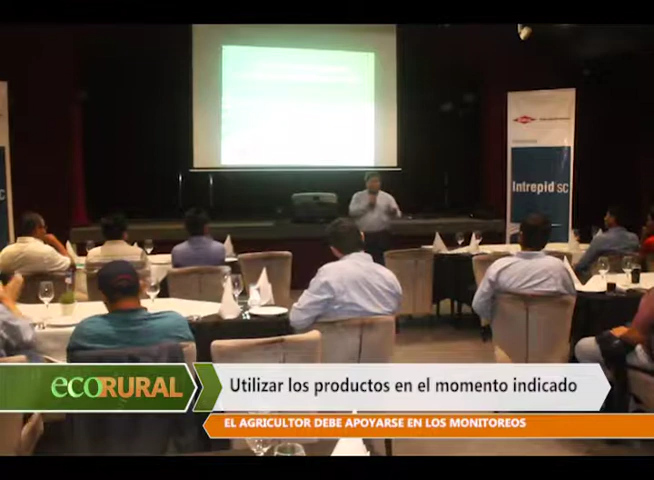 Intrepid SC
ecoRURAL
Utilizar los productos en el momento indicado
EL AGRICULTOR DEBE APOYARSE EN LOS MONITOREOS